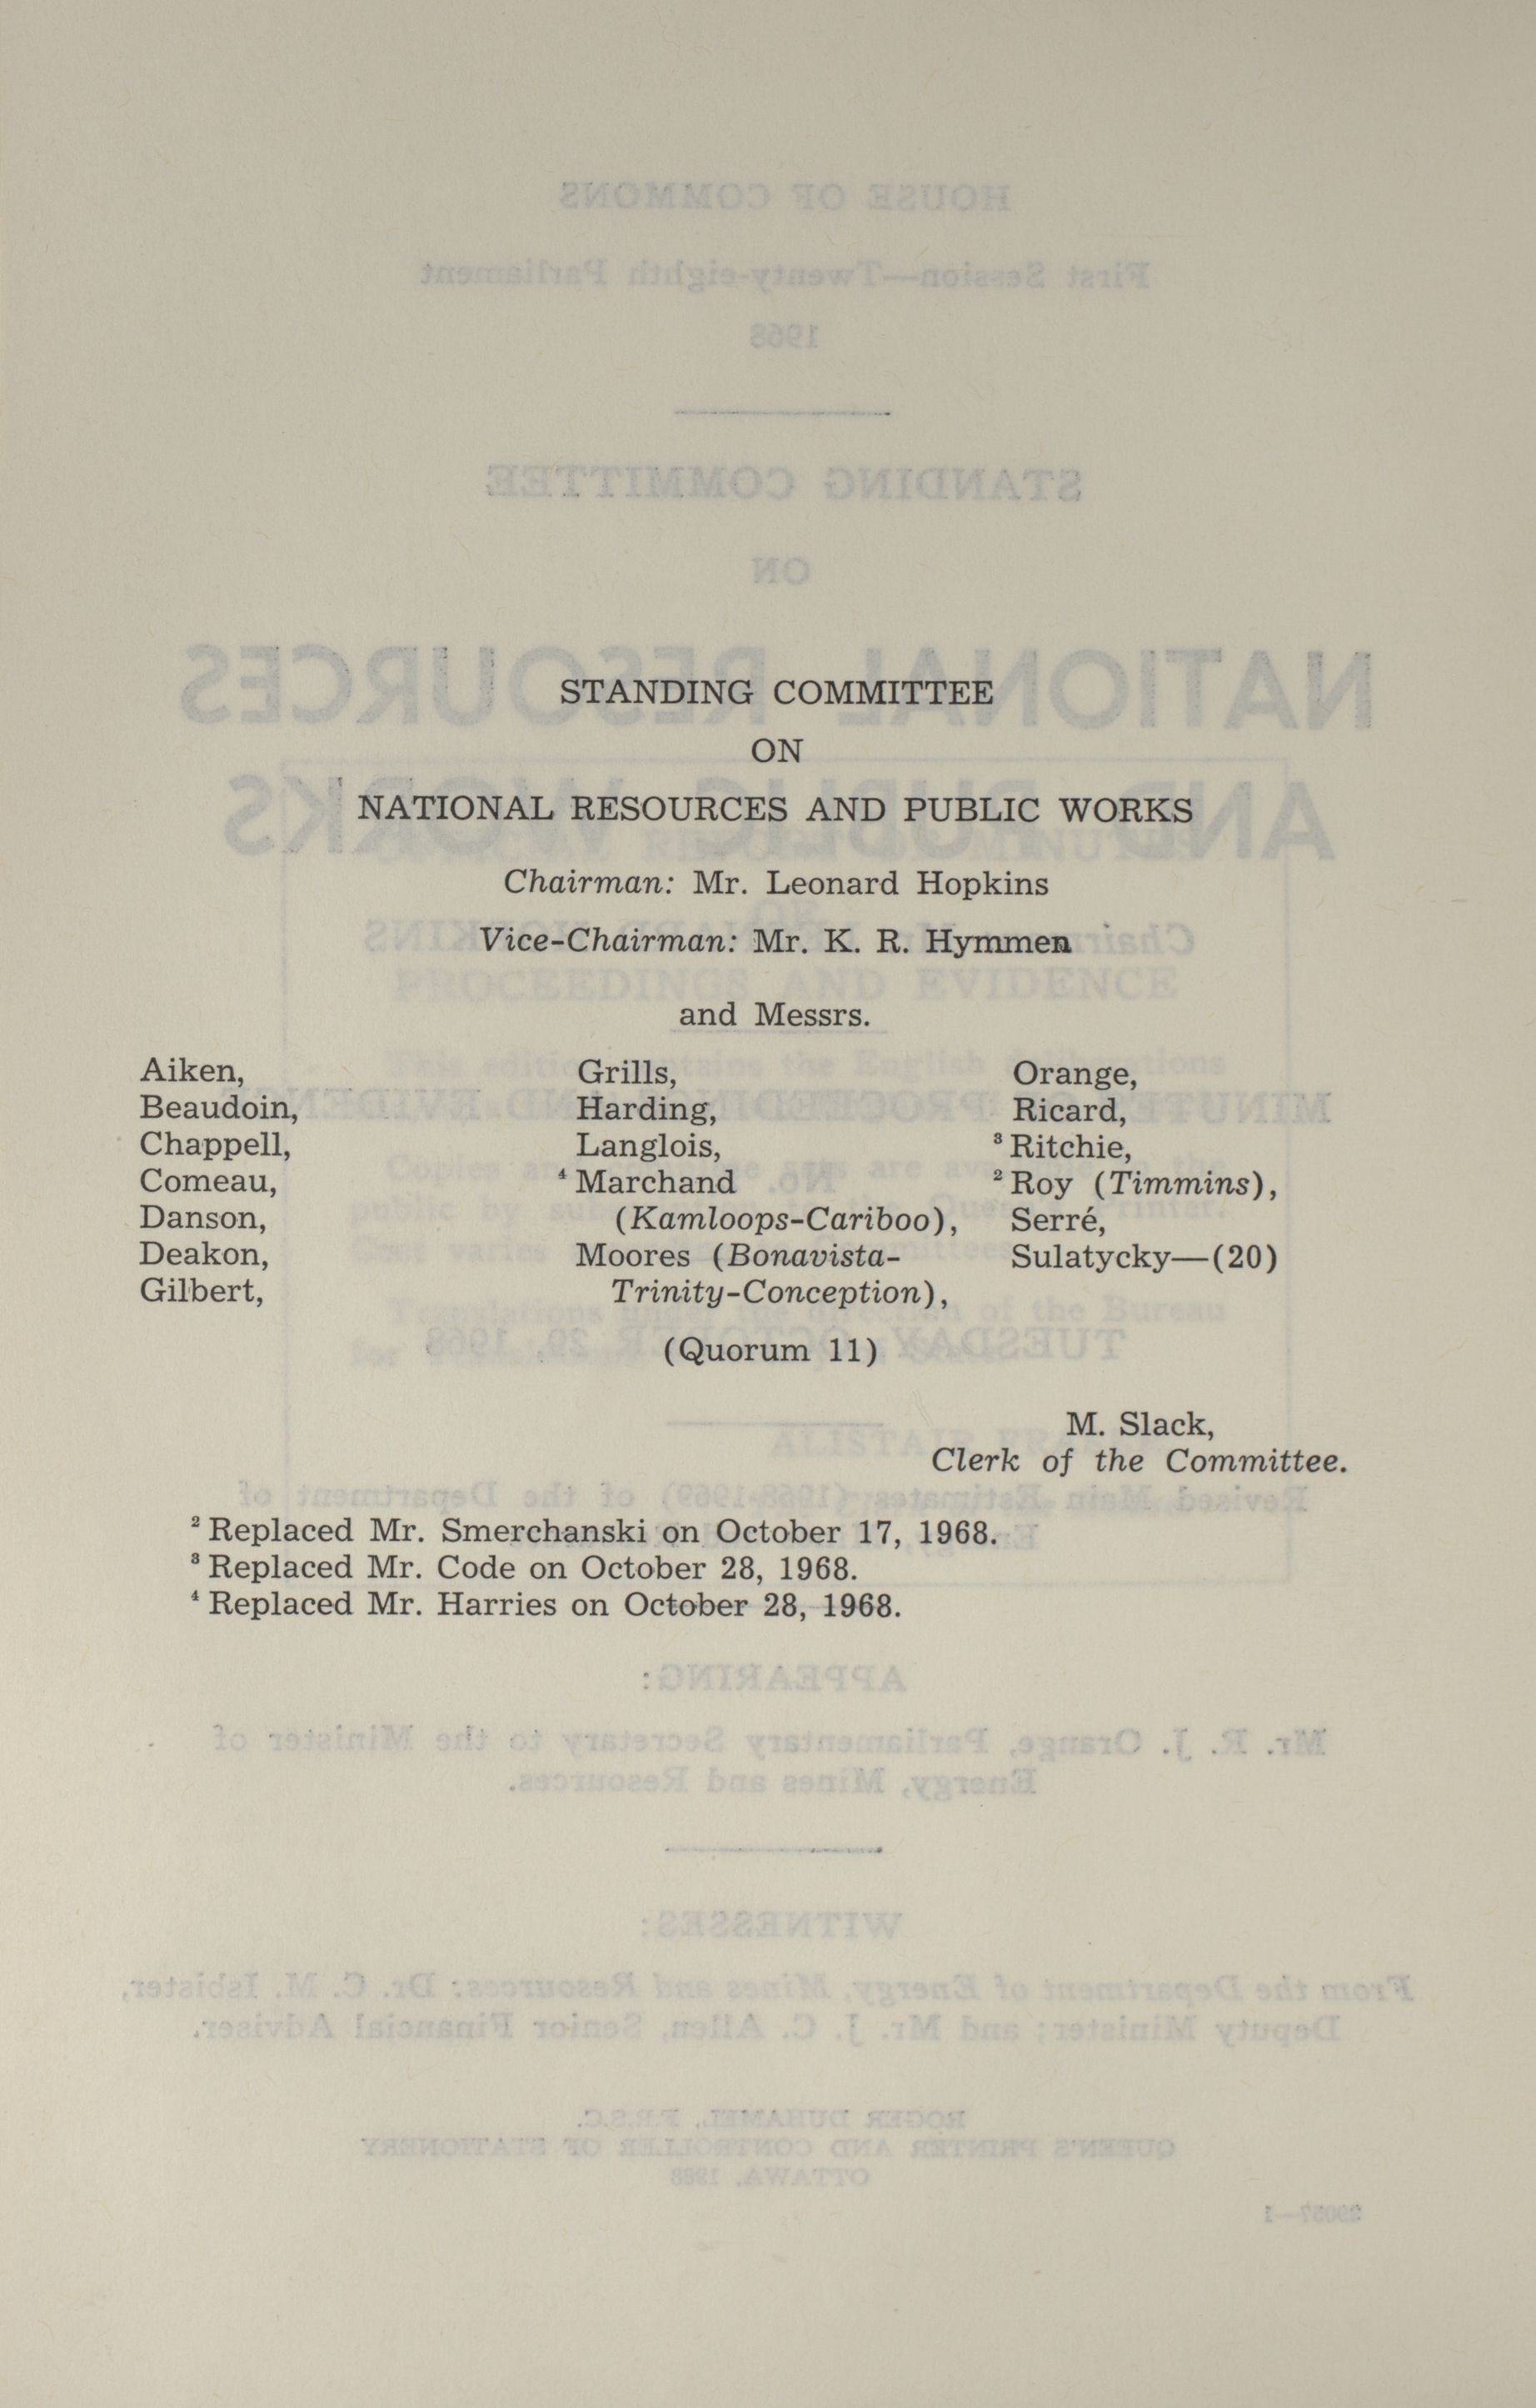 STANDING COMMITTEE
ON
NATIONAL RESOURCES AND PUBLIC WORKS
Chairman: Mr. Leonard Hopkins
Vice-Chairman: Mr. K. R. Hymmen
and Messrs.
Aiken,
Beaudoin,
Chappell,
Comeau,
Danson,
Deakon,
Gilbert,
Grills,
Harding,
Langlois,
⁴ Marchand
(Kamloops-Cariboo),
Moores (Bonavista-
Trinity-Conception),
Orange,
Ricard,
³ Ritchie,
² Roy (Timmins),
Serré,
Sulatycky—(20)
(Quorum 11)
M. Slack,
Clerk of the Committee.
² Replaced Mr. Smerchanski on October 17, 1968.
³ Replaced Mr. Code on October 28, 1968.
⁴ Replaced Mr. Harries on October 28, 1968.